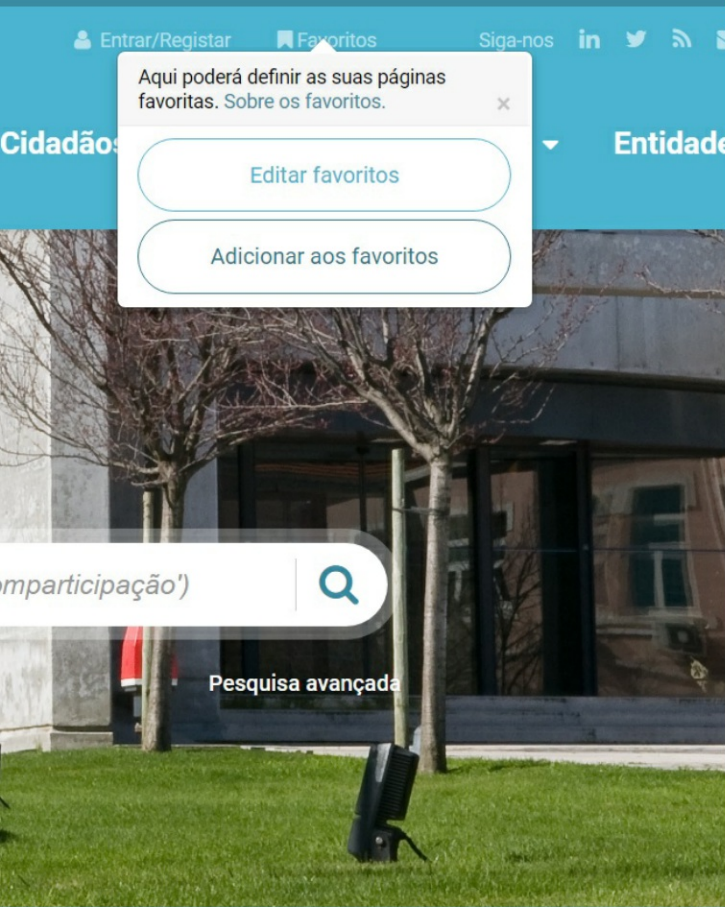 Entrar/Registar Favoritos Siga-nos in
Aqui poderá definir as suas páginas
favoritas. Sobre os favoritos.
×
Editar favoritos
Adicionar aos favoritos
Cidadãos
Entidade
omparticipação')
Pesquisa avançada